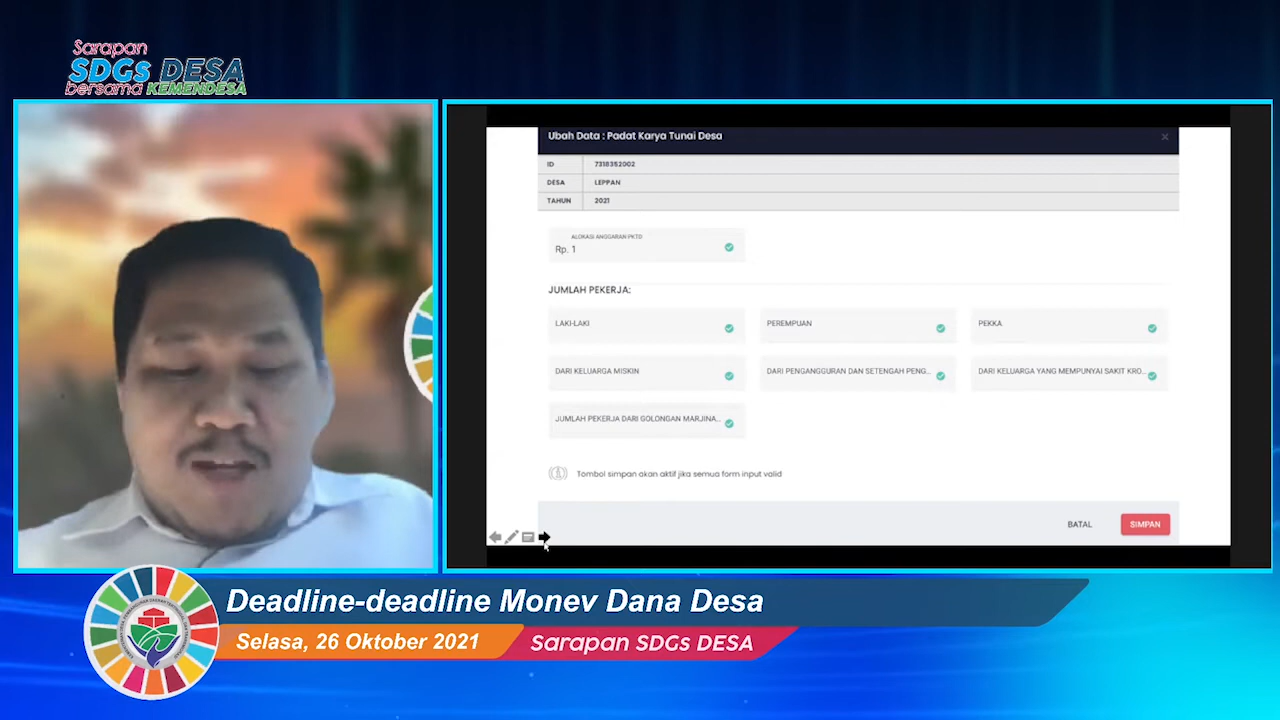 Sarapan
SDGs DESA
bersama KEMENDESA
Ubah Data : Padat Karya Tunai Desa
ID 7318352002
DESA LEPPAN
TAHUN 2021
ALOKASI ANGGARAN PKTD
Rp. 1
JUMLAH PEKERJA:
LAKI-LAKI PEREMPUAN PEKKA
DARI KELUARGA MISKIN DARI PENGANGGURAN DAN SETENGAH PENG... DARI KELUARGA YANG MEMPUNYAI SAKIT KRO...
JUMLAH PEKERJA DARI GOLONGAN MARJINA...
Tombol simpan akan aktif jika semua form input valid
BATAL SIMPAN
Deadline-deadline Monev Dana Desa
Selasa, 26 Oktober 2021 Sarapan SDGs DESA